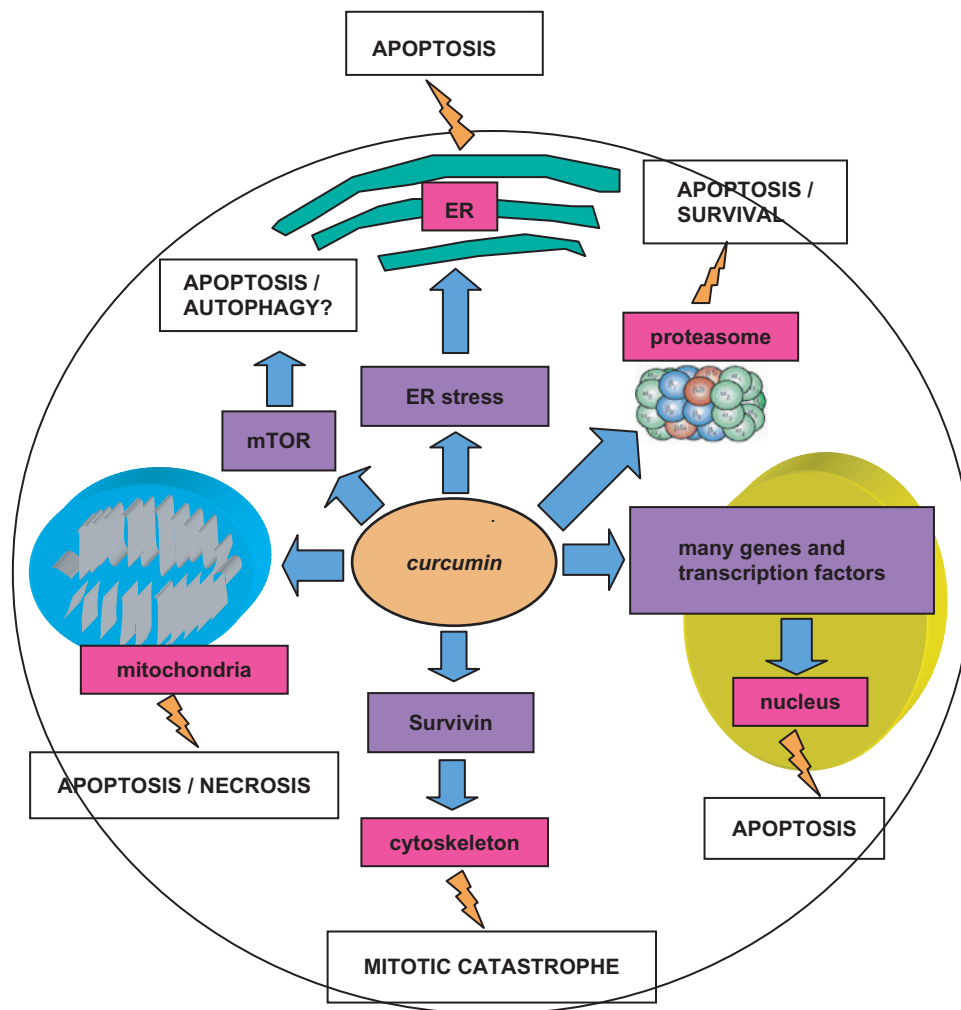 APOPTOSIS
APOPTOSIS /
SURVIVAL
ER
APOPTOSIS /
AUTOPHAGY?
proteasome
ER stress
mTOR
many genes and
transcription factors
curcumin
mitochondria
nucleus
Survivin
APOPTOSIS / NECROSIS
APOPTOSIS
cytoskeleton
MITOTIC CATASTROPHE